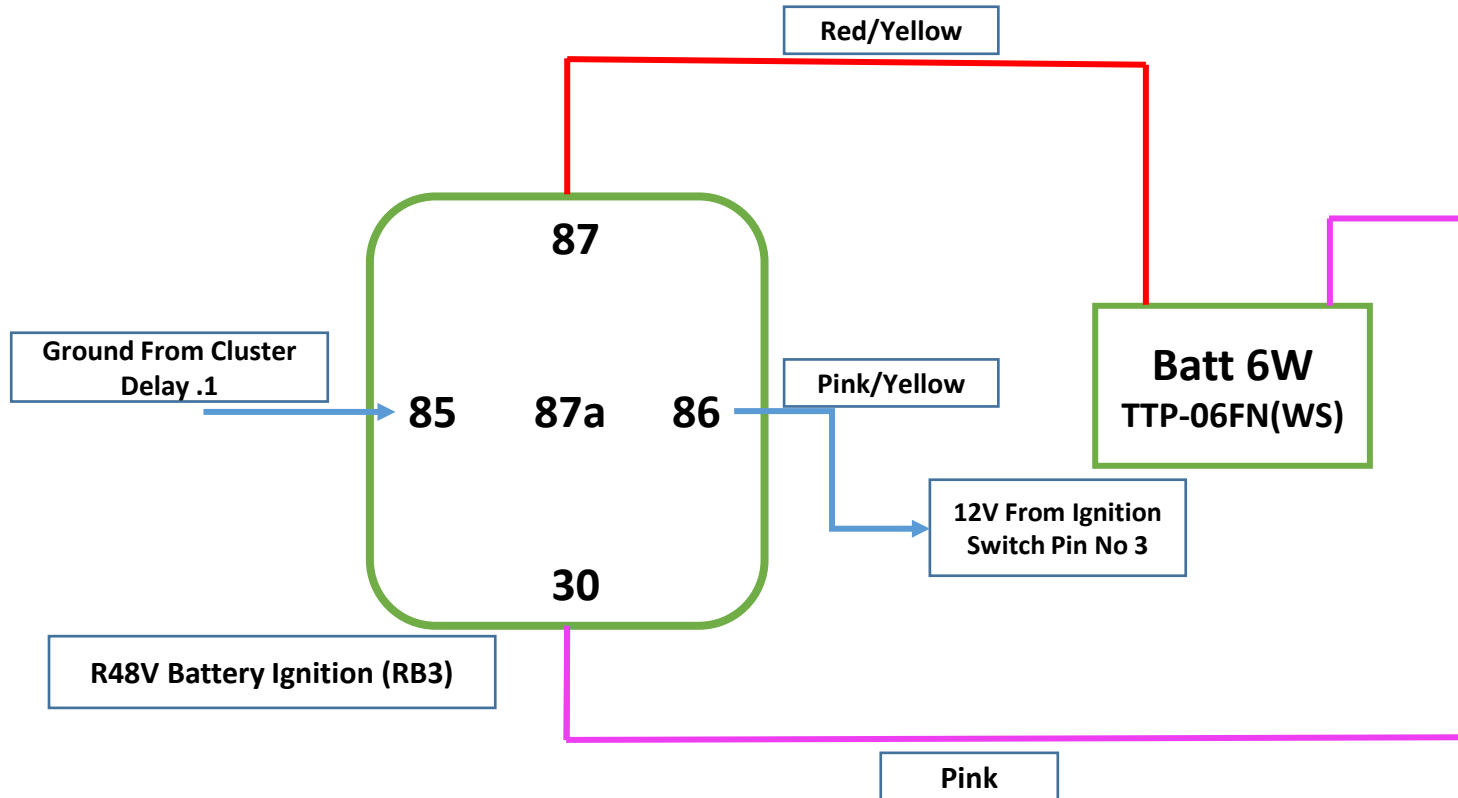 Red/Yellow
87
Ground From Cluster
Delay .1
85
87a
86
Pink/Yellow
Batt 6W
TTP-06FN(WS)
12V From Ignition
Switch Pin No 3
30
R48V Battery Ignition (RB3)
Pink